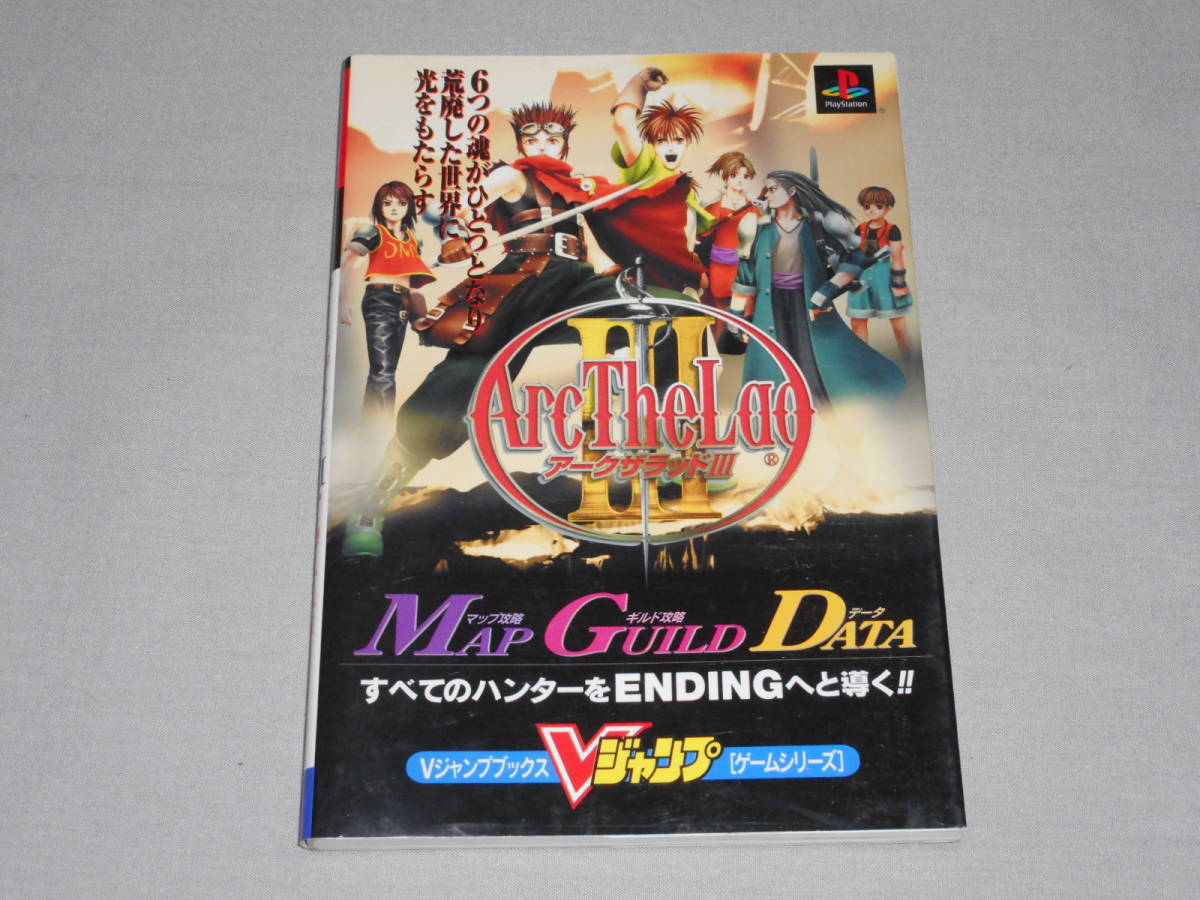 6つの魂がひとつとなり
荒廃した世界に
光をもたらす
PlayStation
®
III
ArcTheLad
アークザラッドIII
®
マップ攻略
MAP
ギルド攻略
GUILD
データ
DATA
すべてのハンターをENDINGへと導く!!
Vジャンプブックス
Vジャンプ
[ゲームシリーズ]